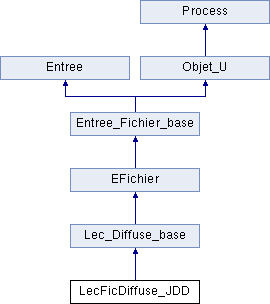 Process
Entree
Objet_U
Entree_Fichier_base
EFichier
Lec_Diffuse_base
LecFicDiffuse_JDD